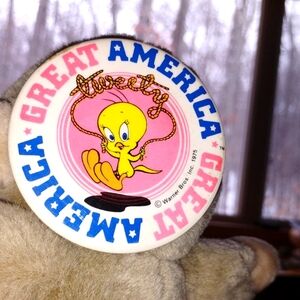 GREAT AMERICA
GREAT
AMERICA
tweety
© Warner Bros. Inc. 1975